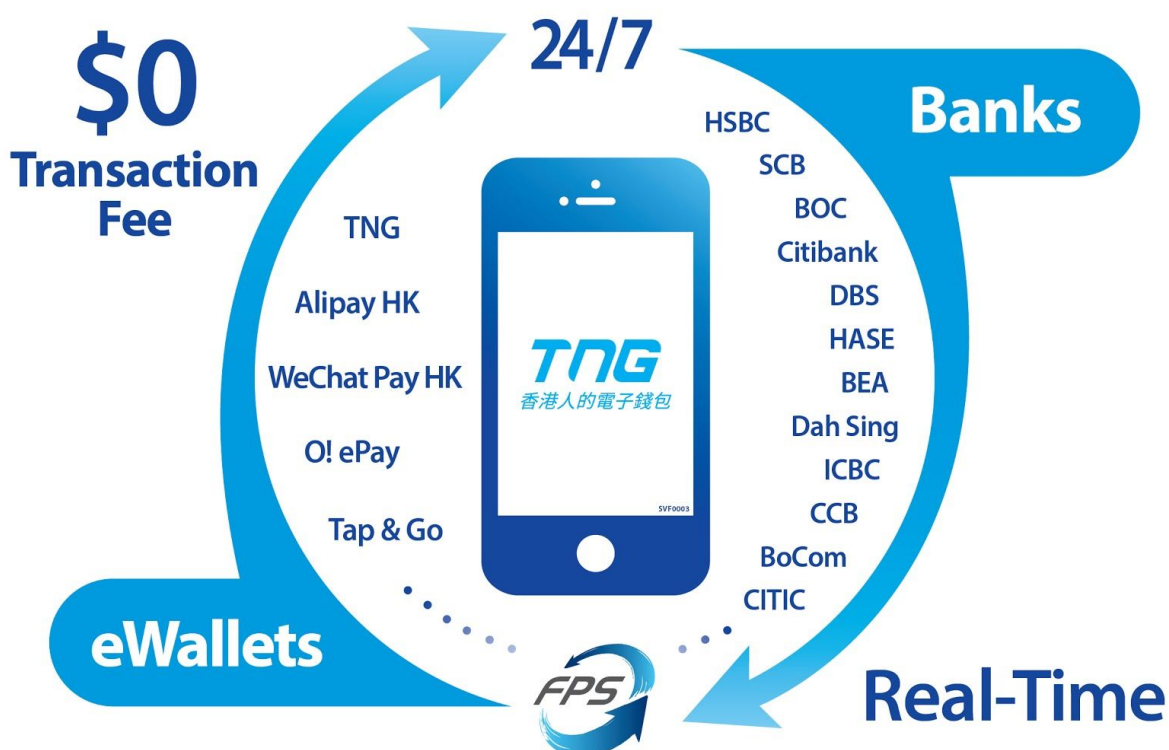 $0
Transaction
Fee
24/7
Banks
HSBC
SCB
BOC
Citibank
DBS
HASE
BEA
Dah Sing
ICBC
CCB
BoCom
CITIC
TNG
Alipay HK
WeChat Pay HK
O! ePay
Tap & Go
TNG
香港人的電子錢包
SVF0003
eWallets
FPS
Real-Time